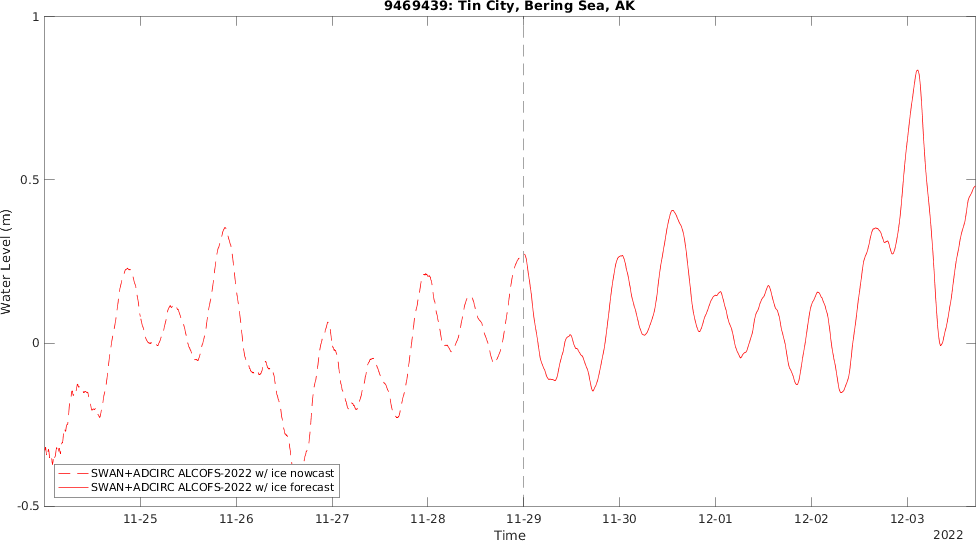 9469439: Tin City, Bering Sea, AK
1
0.5
0
-0.5
Water Level (m)
SWAN+ADCIRC ALCOFS-2022 w/ ice nowcast
SWAN+ADCIRC ALCOFS-2022 w/ ice forecast
11-25 11-26 11-27 11-28 11-29 11-30 12-01 12-02 12-03
Time
2022